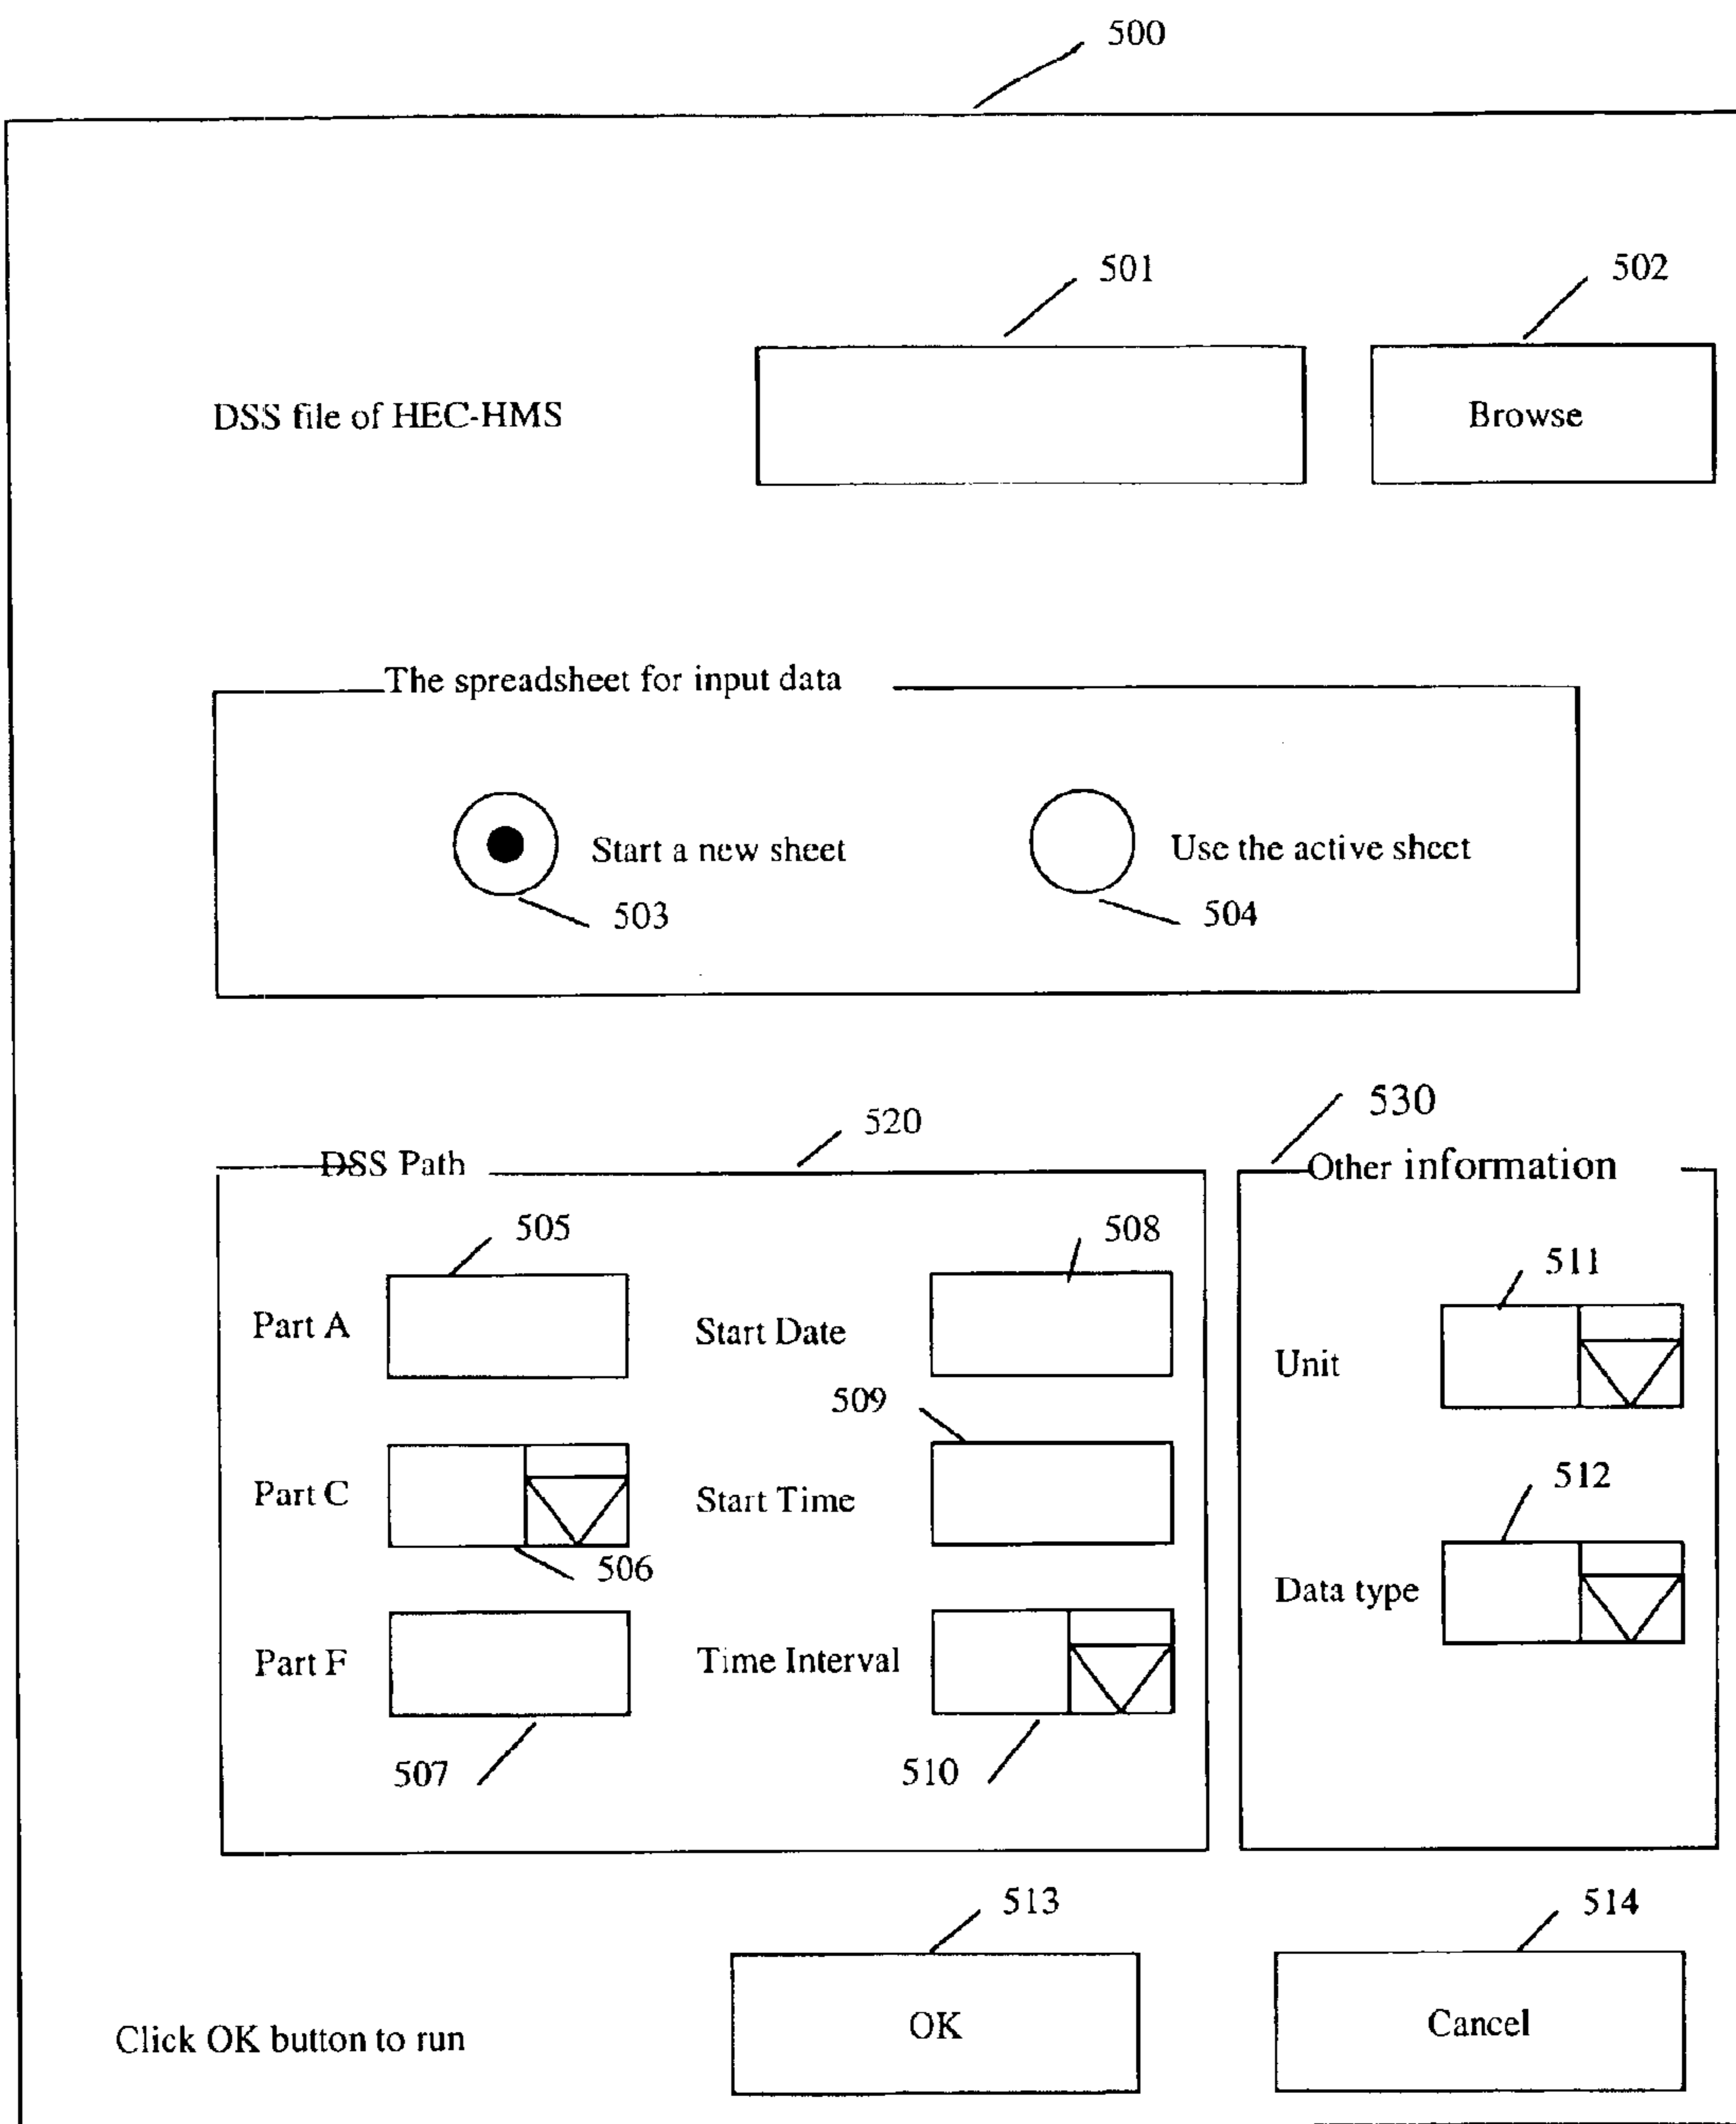 500
501
502
DSS file of HEC-HMS
Browse
The spreadsheet for input data
Start a new sheet
Use the active sheet
503
504
520
530
DSS Path
Other information
505
508
511
Part A
Start Date
Unit
509
512
Part C
Start Time
506
Data type
Part F
Time Interval
507
510
513
514
Click OK button to run
OK
Cancel